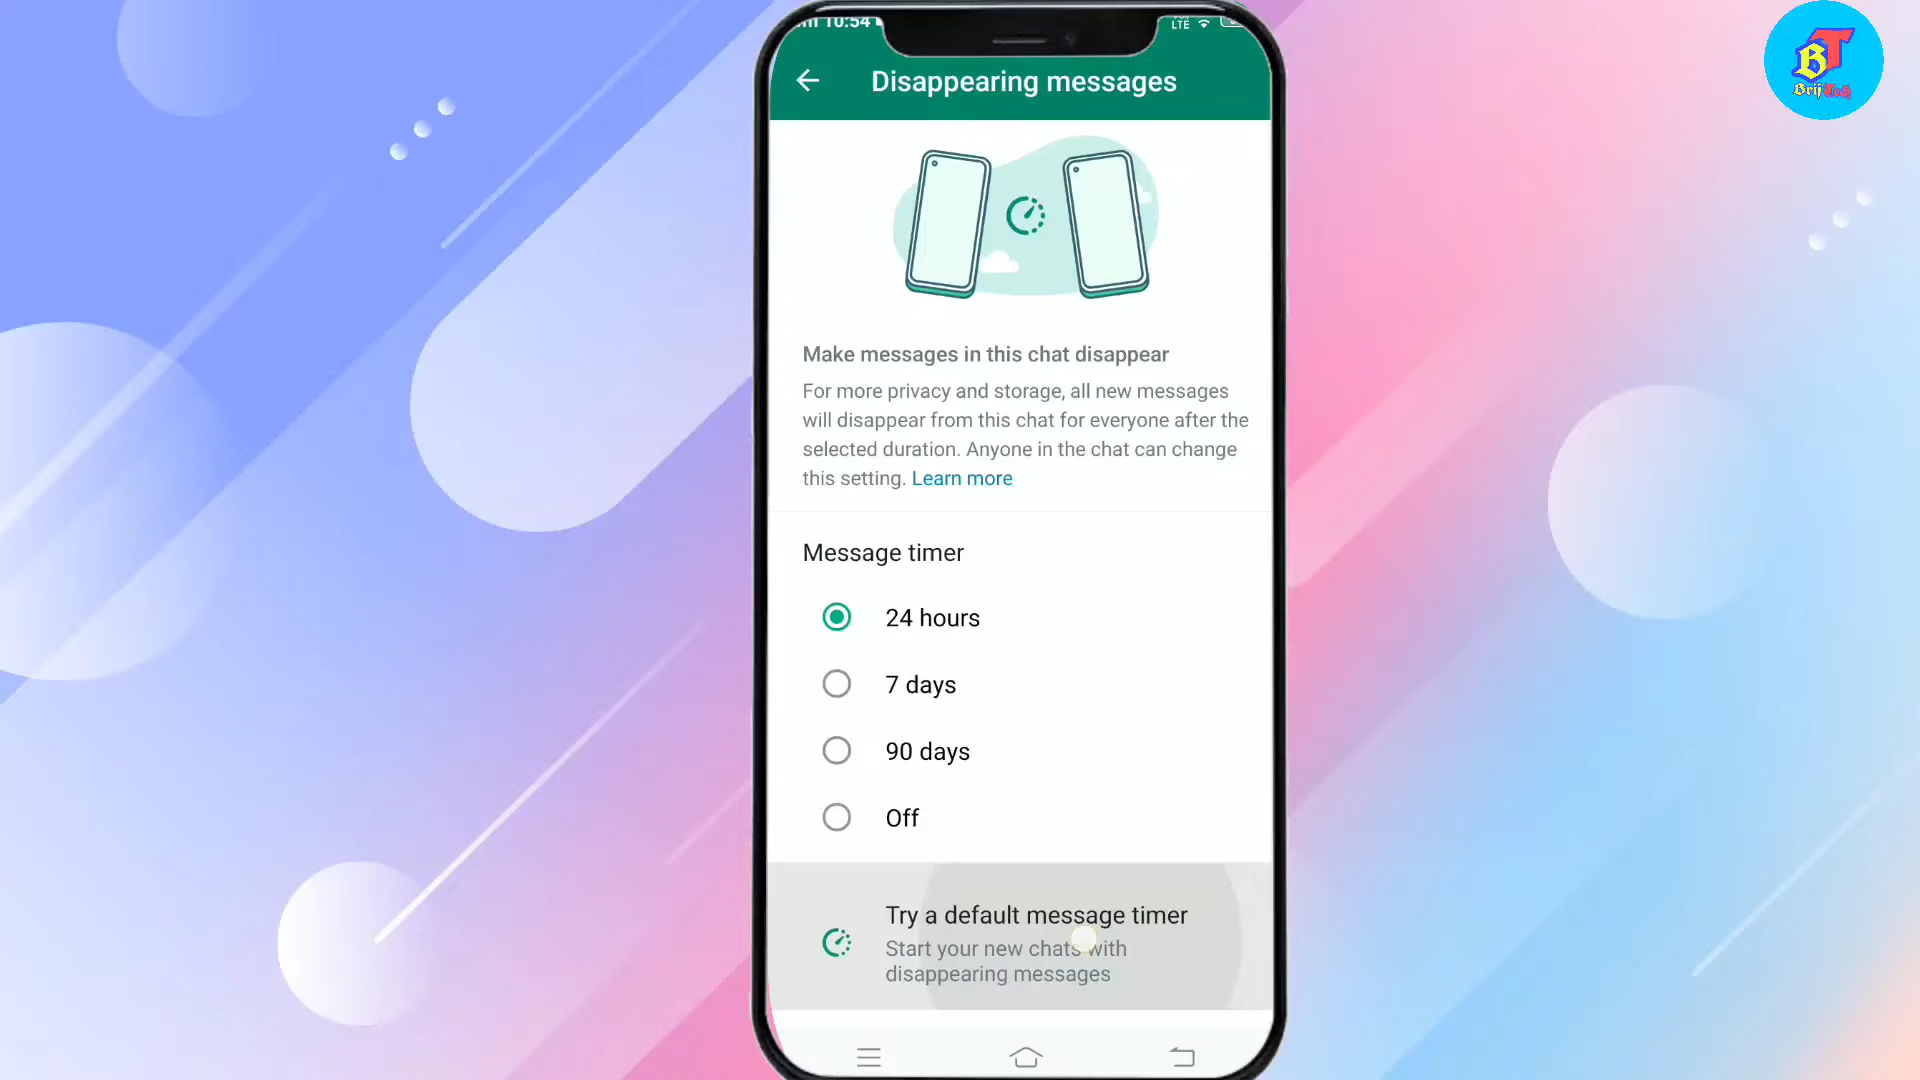 10:54
LTE
BT
Brij Tech
Disappearing messages
Make messages in this chat disappear
For more privacy and storage, all new messages
will disappear from this chat for everyone after the
selected duration. Anyone in the chat can change
this setting. Learn more
Message timer
24 hours
7 days
90 days
Off
Try a default message timer
Start your new chats with
disappearing messages